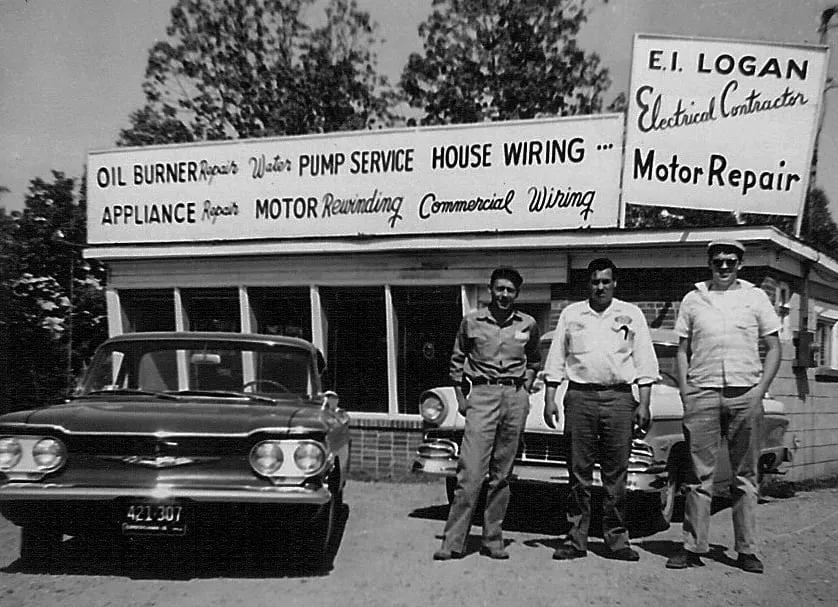 OIL BURNER Repair Water PUMP SERVICE HOUSE WIRING ...
APPLIANCE Repair MOTOR Rewinding Commercial Wiring
E.I. LOGAN
Electrical Contractor
Motor Repair
421·307